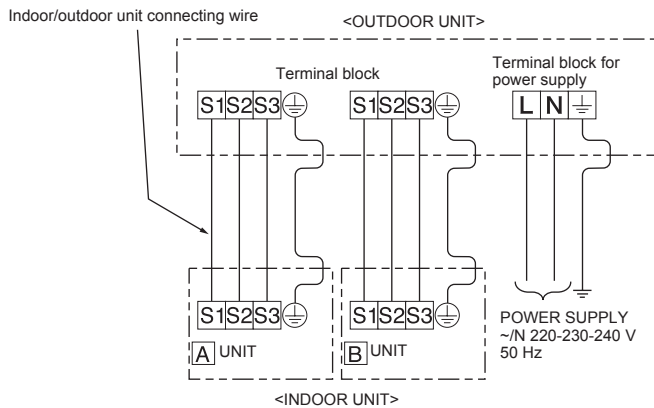 Indoor/outdoor unit connecting wire
<OUTDOOR UNIT>
Terminal block
Terminal block for
power supply
S1 S2 S3
S1 S2 S3
L N
S1 S2 S3
S1 S2 S3
A UNIT
B UNIT
POWER SUPPLY
~/N 220-230-240 V
50 Hz
<INDOOR UNIT>